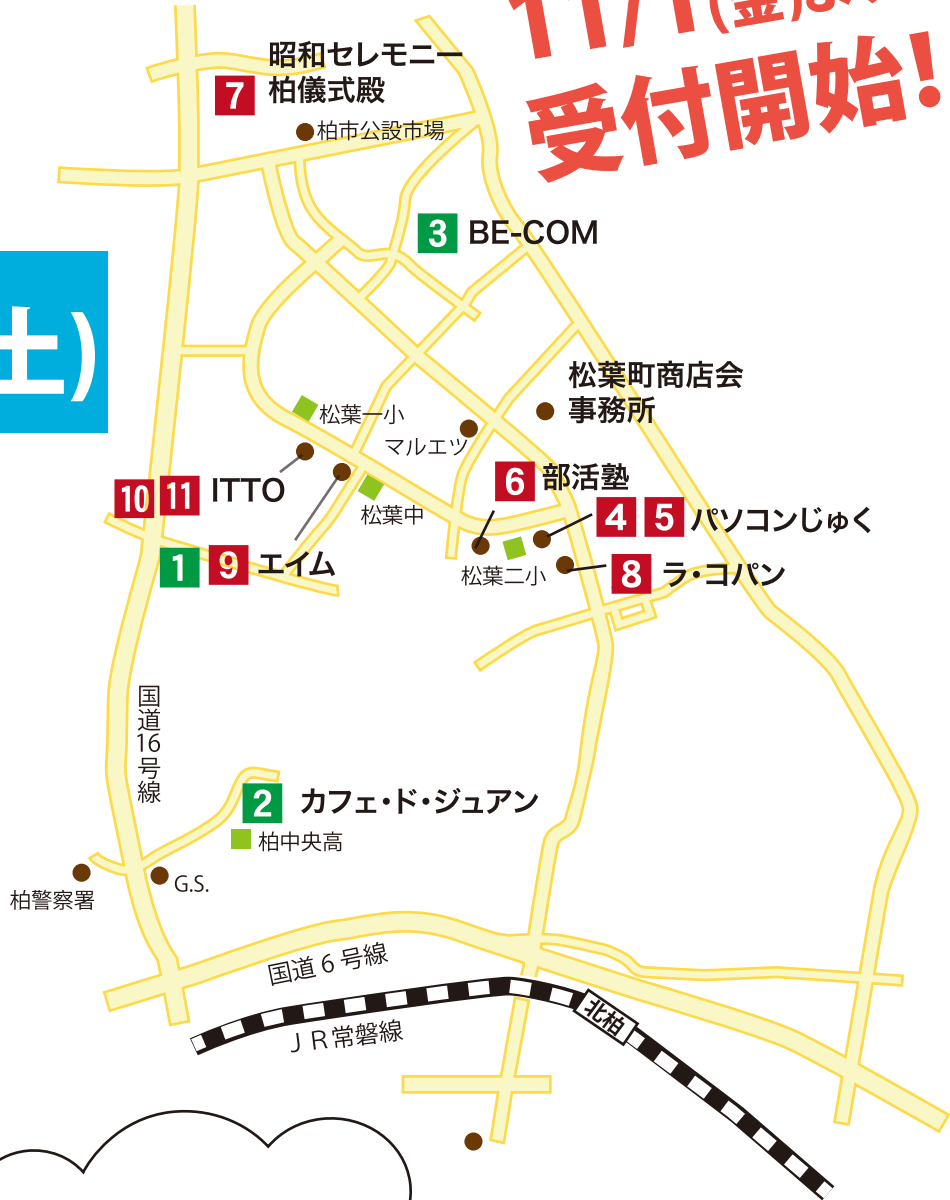 11/1(金)
受付開始!
昭和セレモニー
7 柏儀式殿
柏市公設市場
3 BE-COM
土)
松葉町商店会
事務所
松葉一小
マルエツ
6 部活塾
10 11 ITTO
松葉中
4 5 パソコンじゅく
1 9 エイム
松葉二小
8 ラ・コパン
国道16号線
2 カフェ・ド・ジュアン
柏中央高
柏警察署
G.S.
国道6号線
JR常磐線
北柏